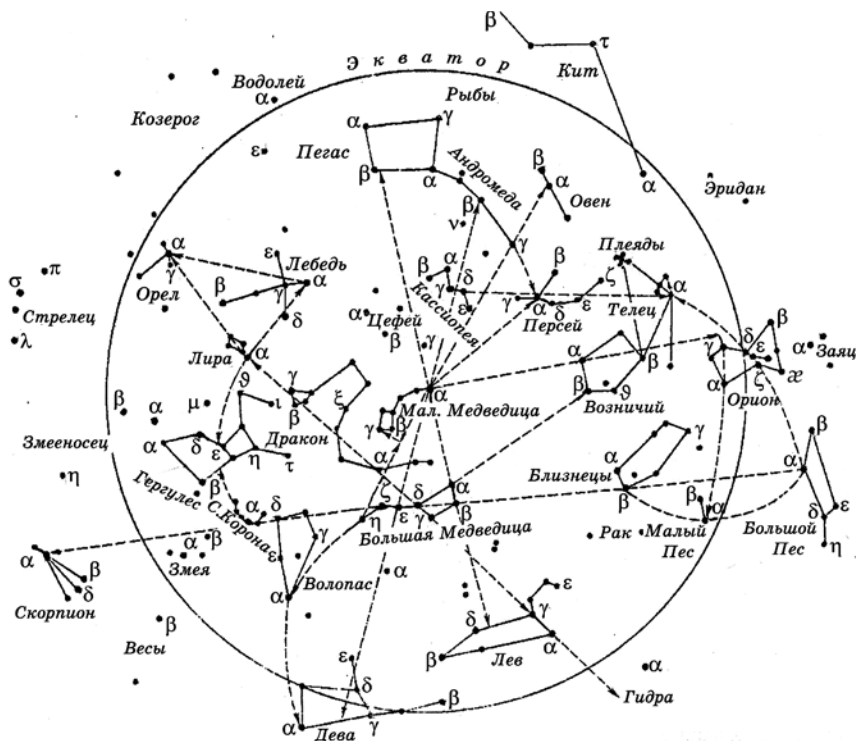 β
τ
Экватор
Кит
Водолей
α
Рыбы
Козерог
α
γ
Пегас
ε
β
α
Андромеда
β
α
Овен
α
Эридан
β
ν
γ
Плеяды
α
γ
Орел
ε
Лебедь
β
γ
α
δ
β
α
γ
δ
ε
Кассиопея
β
γ
α
δ
ε
ζ
Персей
Телец
α
β
π
σ
Стрелец
λ
Цефей
β
γ
Лира
α
δ
β
ε
ζ
æ
γ
α
Орион
α
Заяц
β
ϑ
Возничий
α
Мал. Медведица
γ
β
γ
β
ξ
Дракон
α
ϑ
ι
μ
β
α
Змееносец
η
α
δ
ε
η
τ
β
Гергулес
С.Корона
α
δ
Близнецы
α
β
γ
α
β
δ
η
Большой Пес
Малый Пес
β
α
Рак
ζ
η
ε
δ
γ
α
β
Большая Медведица
γ
ζ
α
Волопас
α
β
α
Змея
α
β
δ
Скорпион
Весы
β
δ
γ
ε
α
β
Лев
α
Гидра
ε
δ
α
γ
β
Дева